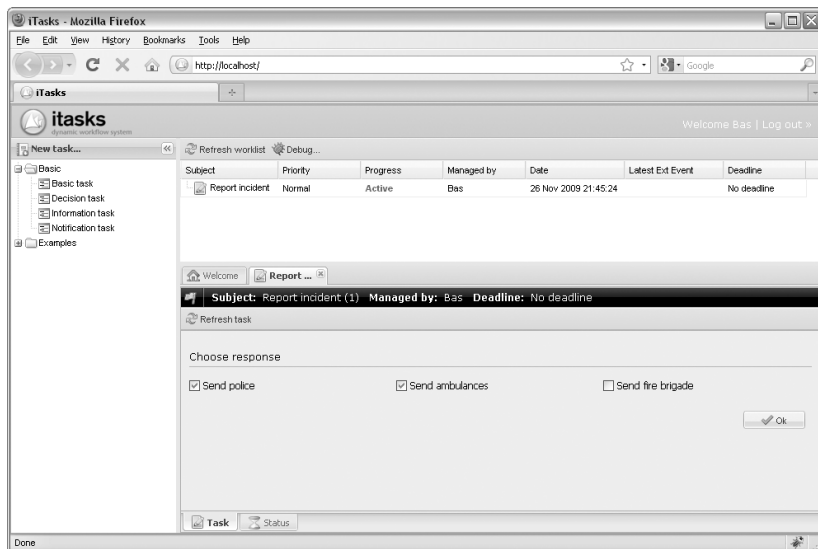 iTasks - Mozilla Firefox
File Edit View History Bookmarks Tools Help
http://localhost/
Google
iTasks
itasks
dynamic workflow system
Welcome Bas | Log out »
New task...
Refresh worklist Debug...
Basic
Basic task
Decision task
Information task
Notification task
Examples
Subject Priority Progress Managed by Date Latest Ext Event Deadline
Report incident Normal Active Bas 26 Nov 2009 21:45:24 No deadline
Welcome Report ...
Subject: Report incident (1) Managed by: Bas Deadline: No deadline
Refresh task
Choose response
Send police Send ambulances Send fire brigade
Ok
Task Status
Done